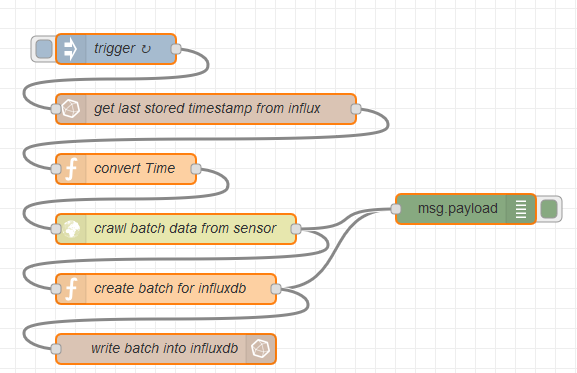 trigger ↻
get last stored timestamp from influx
convert Time
crawl batch data from sensor
msg.payload
create batch for influxdb
write batch into influxdb